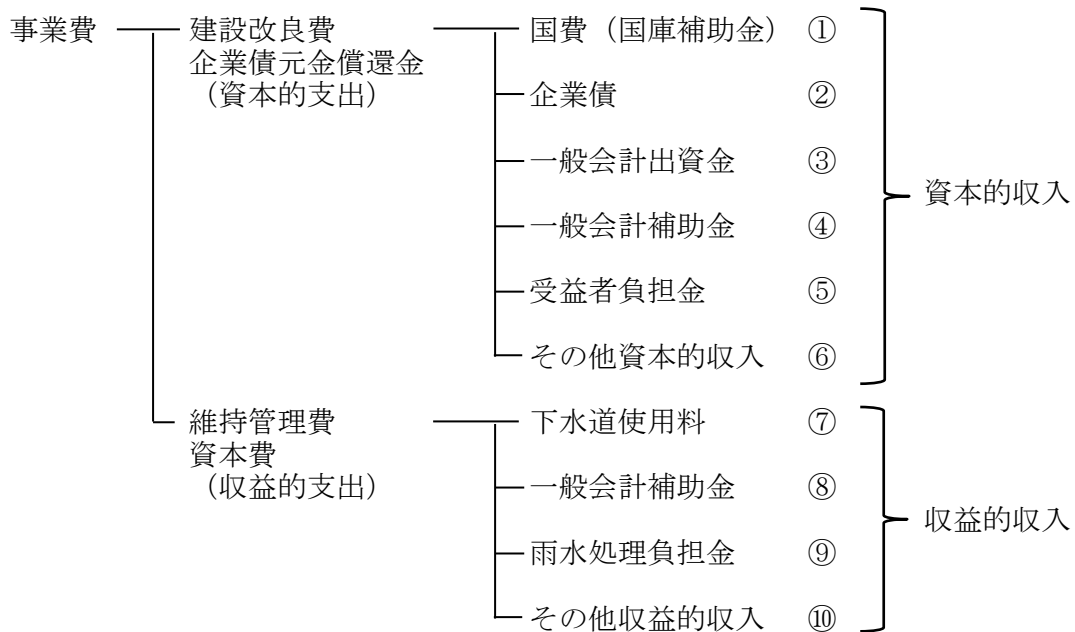 事業費
建設改良費
企業債元金償還金
（資本的支出）
国費（国庫補助金） ①
企業債 ②
一般会計出資金 ③
一般会計補助金 ④
受益者負担金 ⑤
その他資本的収入 ⑥
資本的収入
維持管理費
資本費
（収益的支出）
下水道使用料 ⑦
一般会計補助金 ⑧
雨水処理負担金 ⑨
その他収益的収入 ⑩
収益的収入